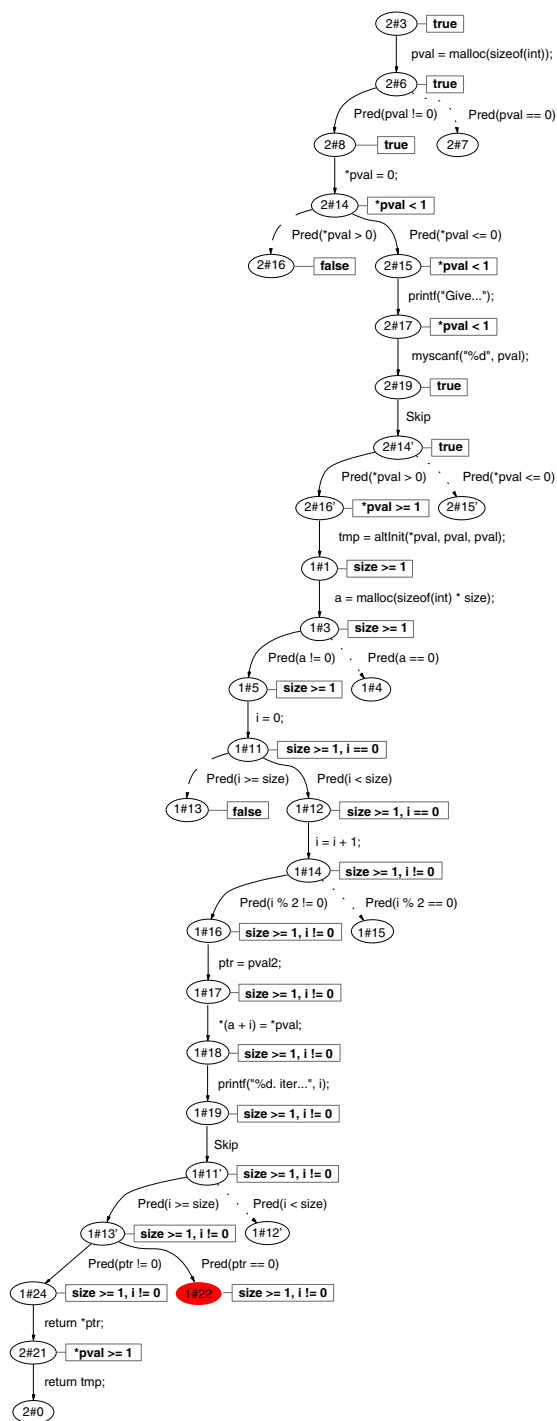 2#3 true
pval = malloc(sizeof(int));
2#6 true
Pred(pval != 0) Pred(pval == 0)
2#8 true 2#7
*pval = 0;
2#14 *pval < 1
Pred(*pval > 0) Pred(*pval <= 0)
2#16 false 2#15 *pval < 1
printf("Give...");
2#17 *pval < 1
myscanf("%d", pval);
2#19 true
Skip
2#14' true
Pred(*pval > 0) Pred(*pval <= 0)
2#16' *pval >= 1 2#15'
tmp = altInit(*pval, pval, pval);
1#1 size >= 1
a = malloc(sizeof(int) * size);
1#3 size >= 1
Pred(a != 0) Pred(a == 0)
1#5 size >= 1 1#4
i = 0;
1#11 size >= 1, i == 0
Pred(i >= size) Pred(i < size)
1#13 false 1#12 size >= 1, i == 0
i = i + 1;
1#14 size >= 1, i != 0
Pred(i % 2 != 0) Pred(i % 2 == 0)
1#16 size >= 1, i != 0 1#15
ptr = pval2;
1#17 size >= 1, i != 0
*(a + i) = *pval;
1#18 size >= 1, i != 0
printf("%d. iter...", i);
1#19 size >= 1, i != 0
Skip
1#11' size >= 1, i != 0
Pred(i >= size) Pred(i < size)
1#13' size >= 1, i != 0 1#12'
Pred(ptr != 0) Pred(ptr == 0)
1#24 size >= 1, i != 0 1#22 size >= 1, i != 0
return *ptr;
2#21 *pval >= 1
return tmp;
2#0